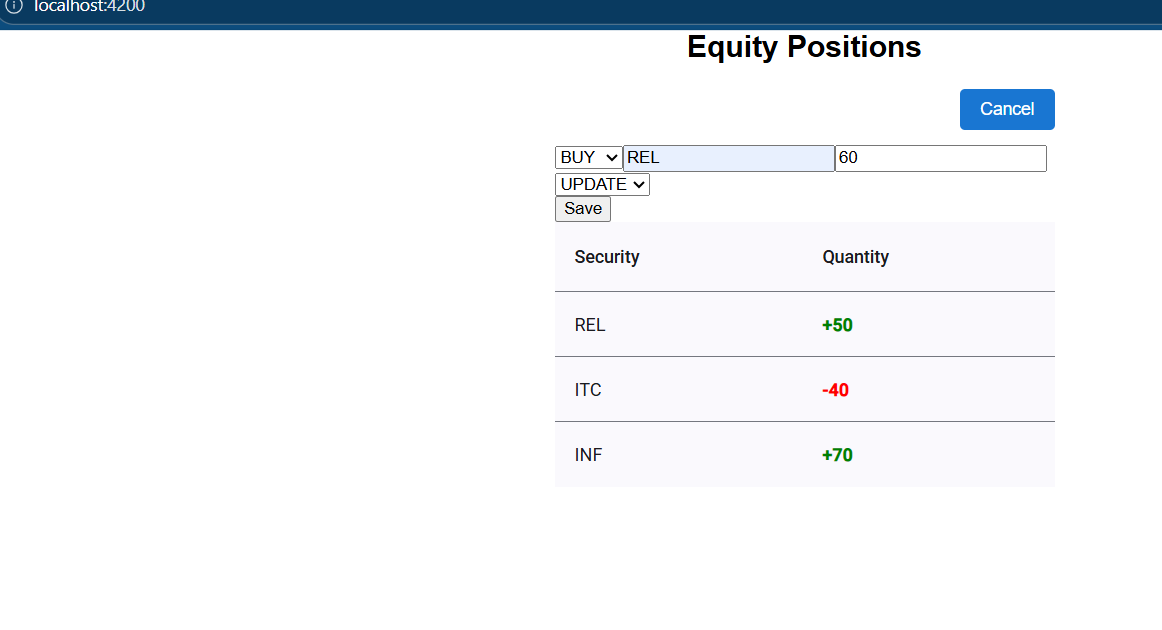 localhost:4200
Equity Positions
Cancel
BUY REL 60
UPDATE
Save
Security Quantity
REL +50
ITC -40
INF +70